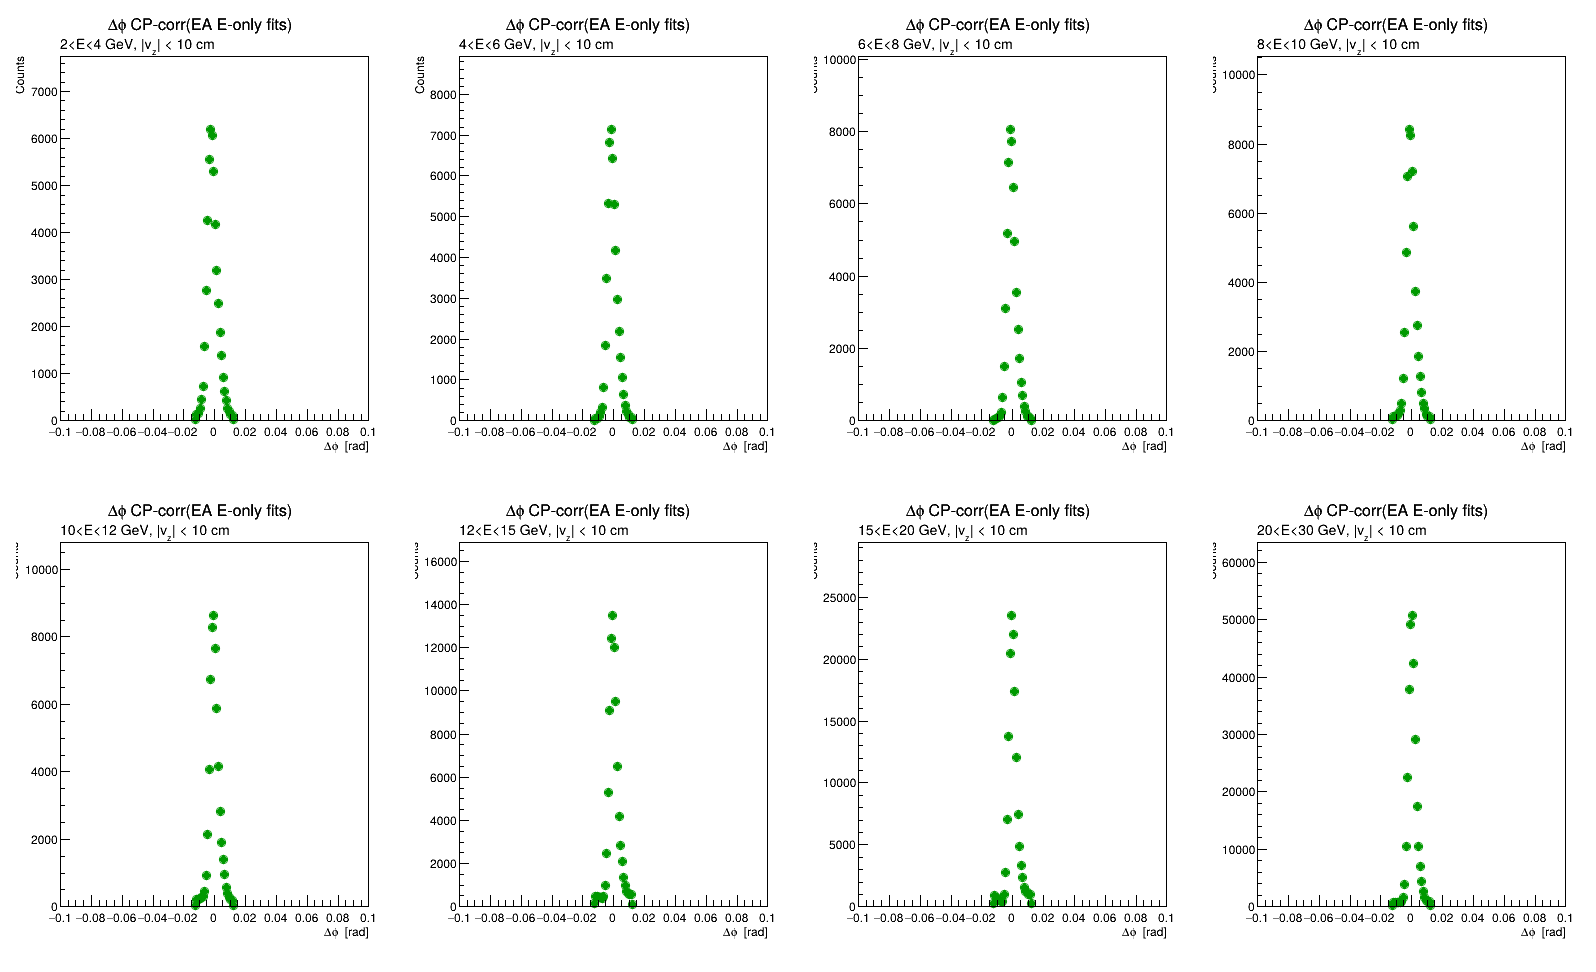 Δϕ CP-corr(EA E-only fits)
2<E<4 GeV, |v_z| < 10 cm
Counts
7000
6000
5000
4000
3000
2000
1000
0
−0.1 −0.08 −0.06 −0.04 −0.02 0 0.02 0.04 0.06 0.08 0.1
Δϕ [rad]
Δϕ CP-corr(EA E-only fits)
4<E<6 GeV, |v_z| < 10 cm
Counts
8000
7000
6000
5000
4000
3000
2000
1000
0
−0.1 −0.08 −0.06 −0.04 −0.02 0 0.02 0.04 0.06 0.08 0.1
Δϕ [rad]
Δϕ CP-corr(EA E-only fits)
6<E<8 GeV, |v_z| < 10 cm
Counts
10000
8000
6000
4000
2000
0
−0.1 −0.08 −0.06 −0.04 −0.02 0 0.02 0.04 0.06 0.08 0.1
Δϕ [rad]
Δϕ CP-corr(EA E-only fits)
8<E<10 GeV, |v_z| < 10 cm
Counts
10000
8000
6000
4000
2000
0
−0.1 −0.08 −0.06 −0.04 −0.02 0 0.02 0.04 0.06 0.08 0.1
Δϕ [rad]
Δϕ CP-corr(EA E-only fits)
10<E<12 GeV, |v_z| < 10 cm
Counts
10000
8000
6000
4000
2000
0
−0.1 −0.08 −0.06 −0.04 −0.02 0 0.02 0.04 0.06 0.08 0.1
Δϕ [rad]
Δϕ CP-corr(EA E-only fits)
12<E<15 GeV, |v_z| < 10 cm
Counts
16000
14000
12000
10000
8000
6000
4000
2000
0
−0.1 −0.08 −0.06 −0.04 −0.02 0 0.02 0.04 0.06 0.08 0.1
Δϕ [rad]
Δϕ CP-corr(EA E-only fits)
15<E<20 GeV, |v_z| < 10 cm
Counts
25000
20000
15000
10000
5000
0
−0.1 −0.08 −0.06 −0.04 −0.02 0 0.02 0.04 0.06 0.08 0.1
Δϕ [rad]
Δϕ CP-corr(EA E-only fits)
20<E<30 GeV, |v_z| < 10 cm
Counts
60000
50000
40000
30000
20000
10000
0
−0.1 −0.08 −0.06 −0.04 −0.02 0 0.02 0.04 0.06 0.08 0.1
Δϕ [rad]